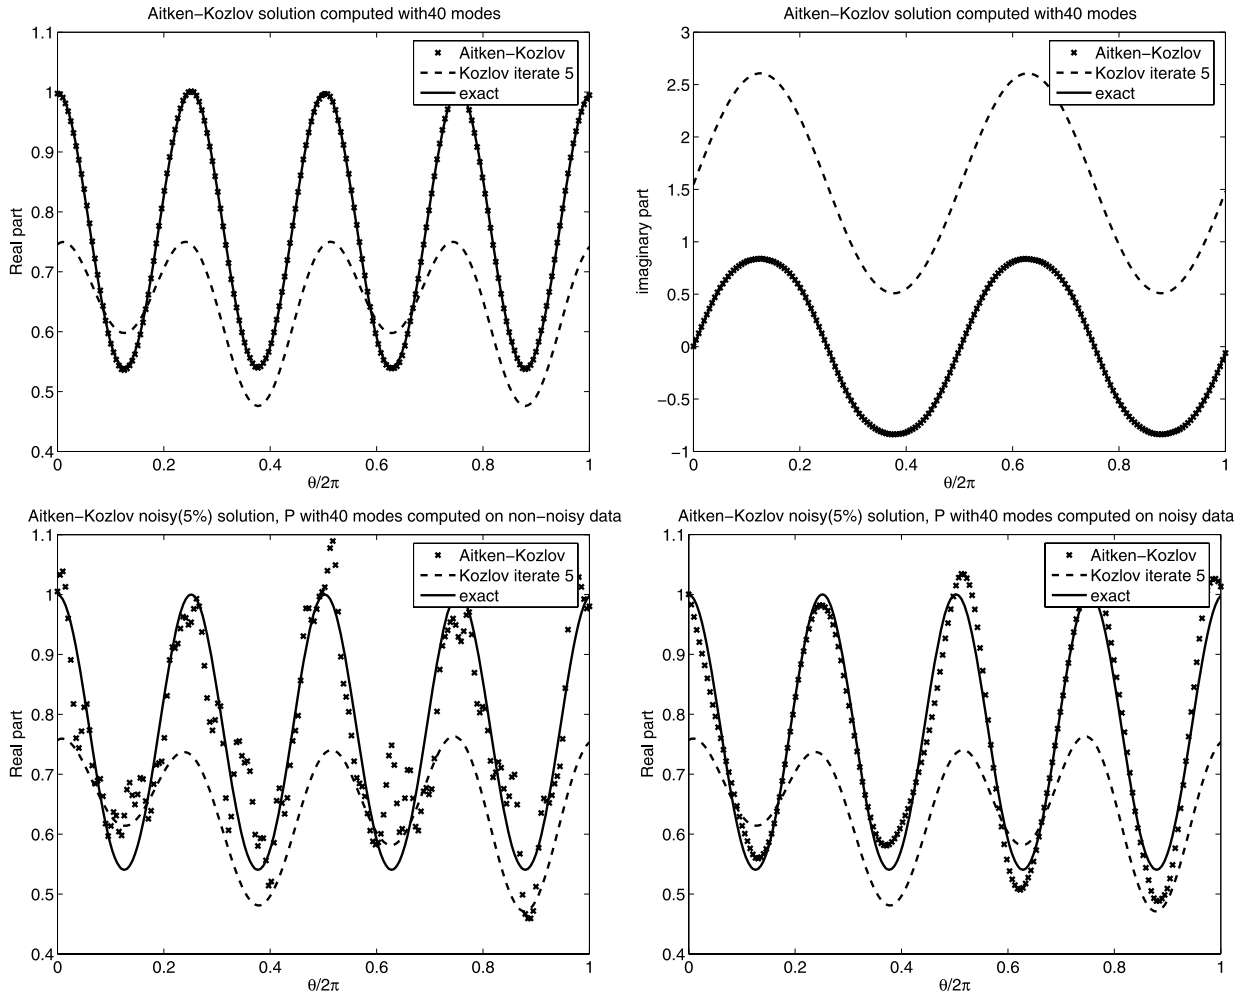 Aitken−Kozlov solution computed with40 modes
1.1
1
0.9
0.8
0.7
0.6
0.5
0.4
Real part
Aitken−Kozlov
Kozlov iterate 5
exact
0
0.2
0.4
0.6
0.8
1
θ/2π
Aitken−Kozlov solution computed with40 modes
3
2.5
2
1.5
1
0.5
0
−0.5
−1
imaginary part
Aitken−Kozlov
Kozlov iterate 5
exact
0
0.2
0.4
0.6
0.8
1
θ/2π
Aitken−Kozlov noisy(5%) solution, P with40 modes computed on non−noisy data
1.1
1
0.9
0.8
0.7
0.6
0.5
0.4
Real part
Aitken−Kozlov
Kozlov iterate 5
exact
0
0.2
0.4
0.6
0.8
1
θ/2π
Aitken−Kozlov noisy(5%) solution, P with40 modes computed on noisy data
1.1
1
0.9
0.8
0.7
0.6
0.5
0.4
Real part
Aitken−Kozlov
Kozlov iterate 5
exact
0
0.2
0.4
0.6
0.8
1
θ/2π